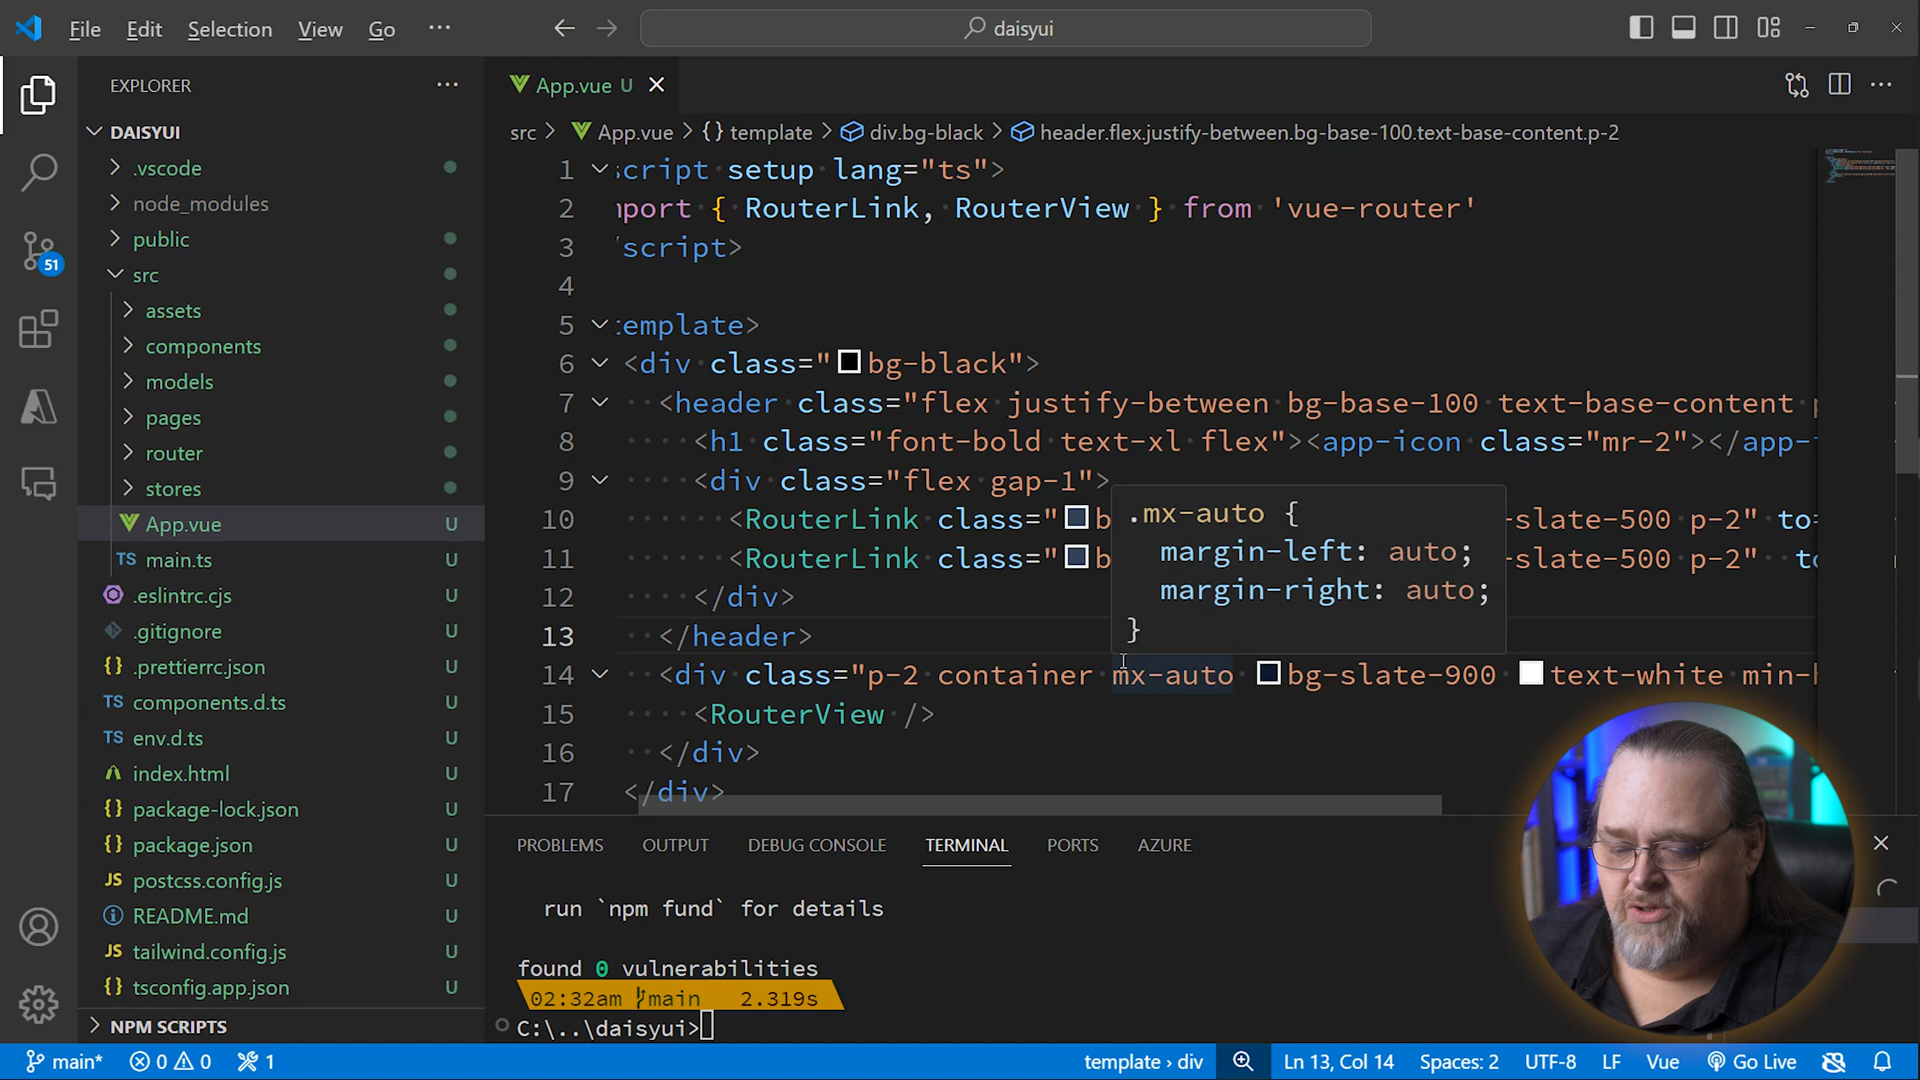 File Edit Selection View Go ··· daisyui
EXPLORER ···
DAISYUI
.vscode
node_modules
public
src
assets
components
models
pages
router
stores
App.vue U
TS main.ts U
.eslintrc.cjs U
.gitignore U
{} .prettierrc.json U
TS components.d.ts U
TS env.d.ts U
index.html U
{} package-lock.json U
{} package.json U
JS postcss.config.js U
README.md U
JS tailwind.config.js U
{} tsconfig.app.json U
NPM SCRIPTS
51
App.vue U
src > App.vue > {} template > div.bg-black > header.flex.justify-between.bg-base-100.text-base-content.p-2
1 script setup lang="ts">
2 mport { RouterLink, RouterView } from 'vue-router'
3 /script>
4
5 template>
6 <div class="bg-black">
7 <header class="flex justify-between bg-base-100 text-base-content p
8 <h1 class="font-bold text-xl flex"><app-icon class="mr-2"></app-i
9 <div class="flex gap-1">
10 <RouterLink class="b -slate-500 p-2" to=
11 <RouterLink class="b -slate-500 p-2" to
12 </div>
13 </header>
14 <div class="p-2 container mx-auto bg-slate-900 text-white min-h
15 <RouterView />
16 </div>
17 </div>
.mx-auto {
margin-left: auto;
margin-right: auto;
}
PROBLEMS OUTPUT DEBUG CONSOLE TERMINAL PORTS AZURE
run `npm fund` for details
found 0 vulnerabilities
02:32am main 2.319s
C:\..\daisyui>
main* 0 0 1 template › div Ln 13, Col 14 Spaces: 2 UTF-8 LF Vue Go Live